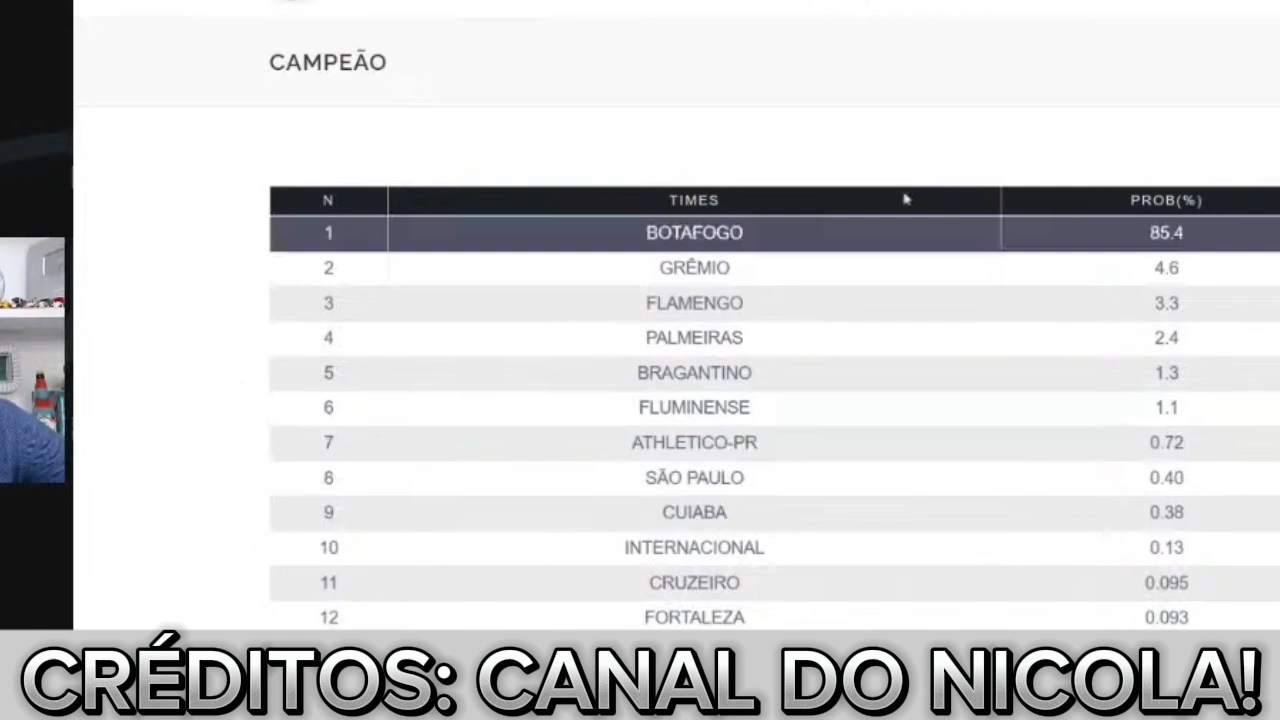 CAMPEÃO
N TIMES PROB(%)
1 BOTAFOGO 85.4
2 GRÊMIO 4.6
3 FLAMENGO 3.3
4 PALMEIRAS 2.4
5 BRAGANTINO 1.3
6 FLUMINENSE 1.1
7 ATHLETICO-PR 0.72
8 SÃO PAULO 0.40
9 CUIABA 0.38
10 INTERNACIONAL 0.13
11 CRUZEIRO 0.095
12 FORTALEZA 0.093
CRÉDITOS: CANAL DO NICOLA!